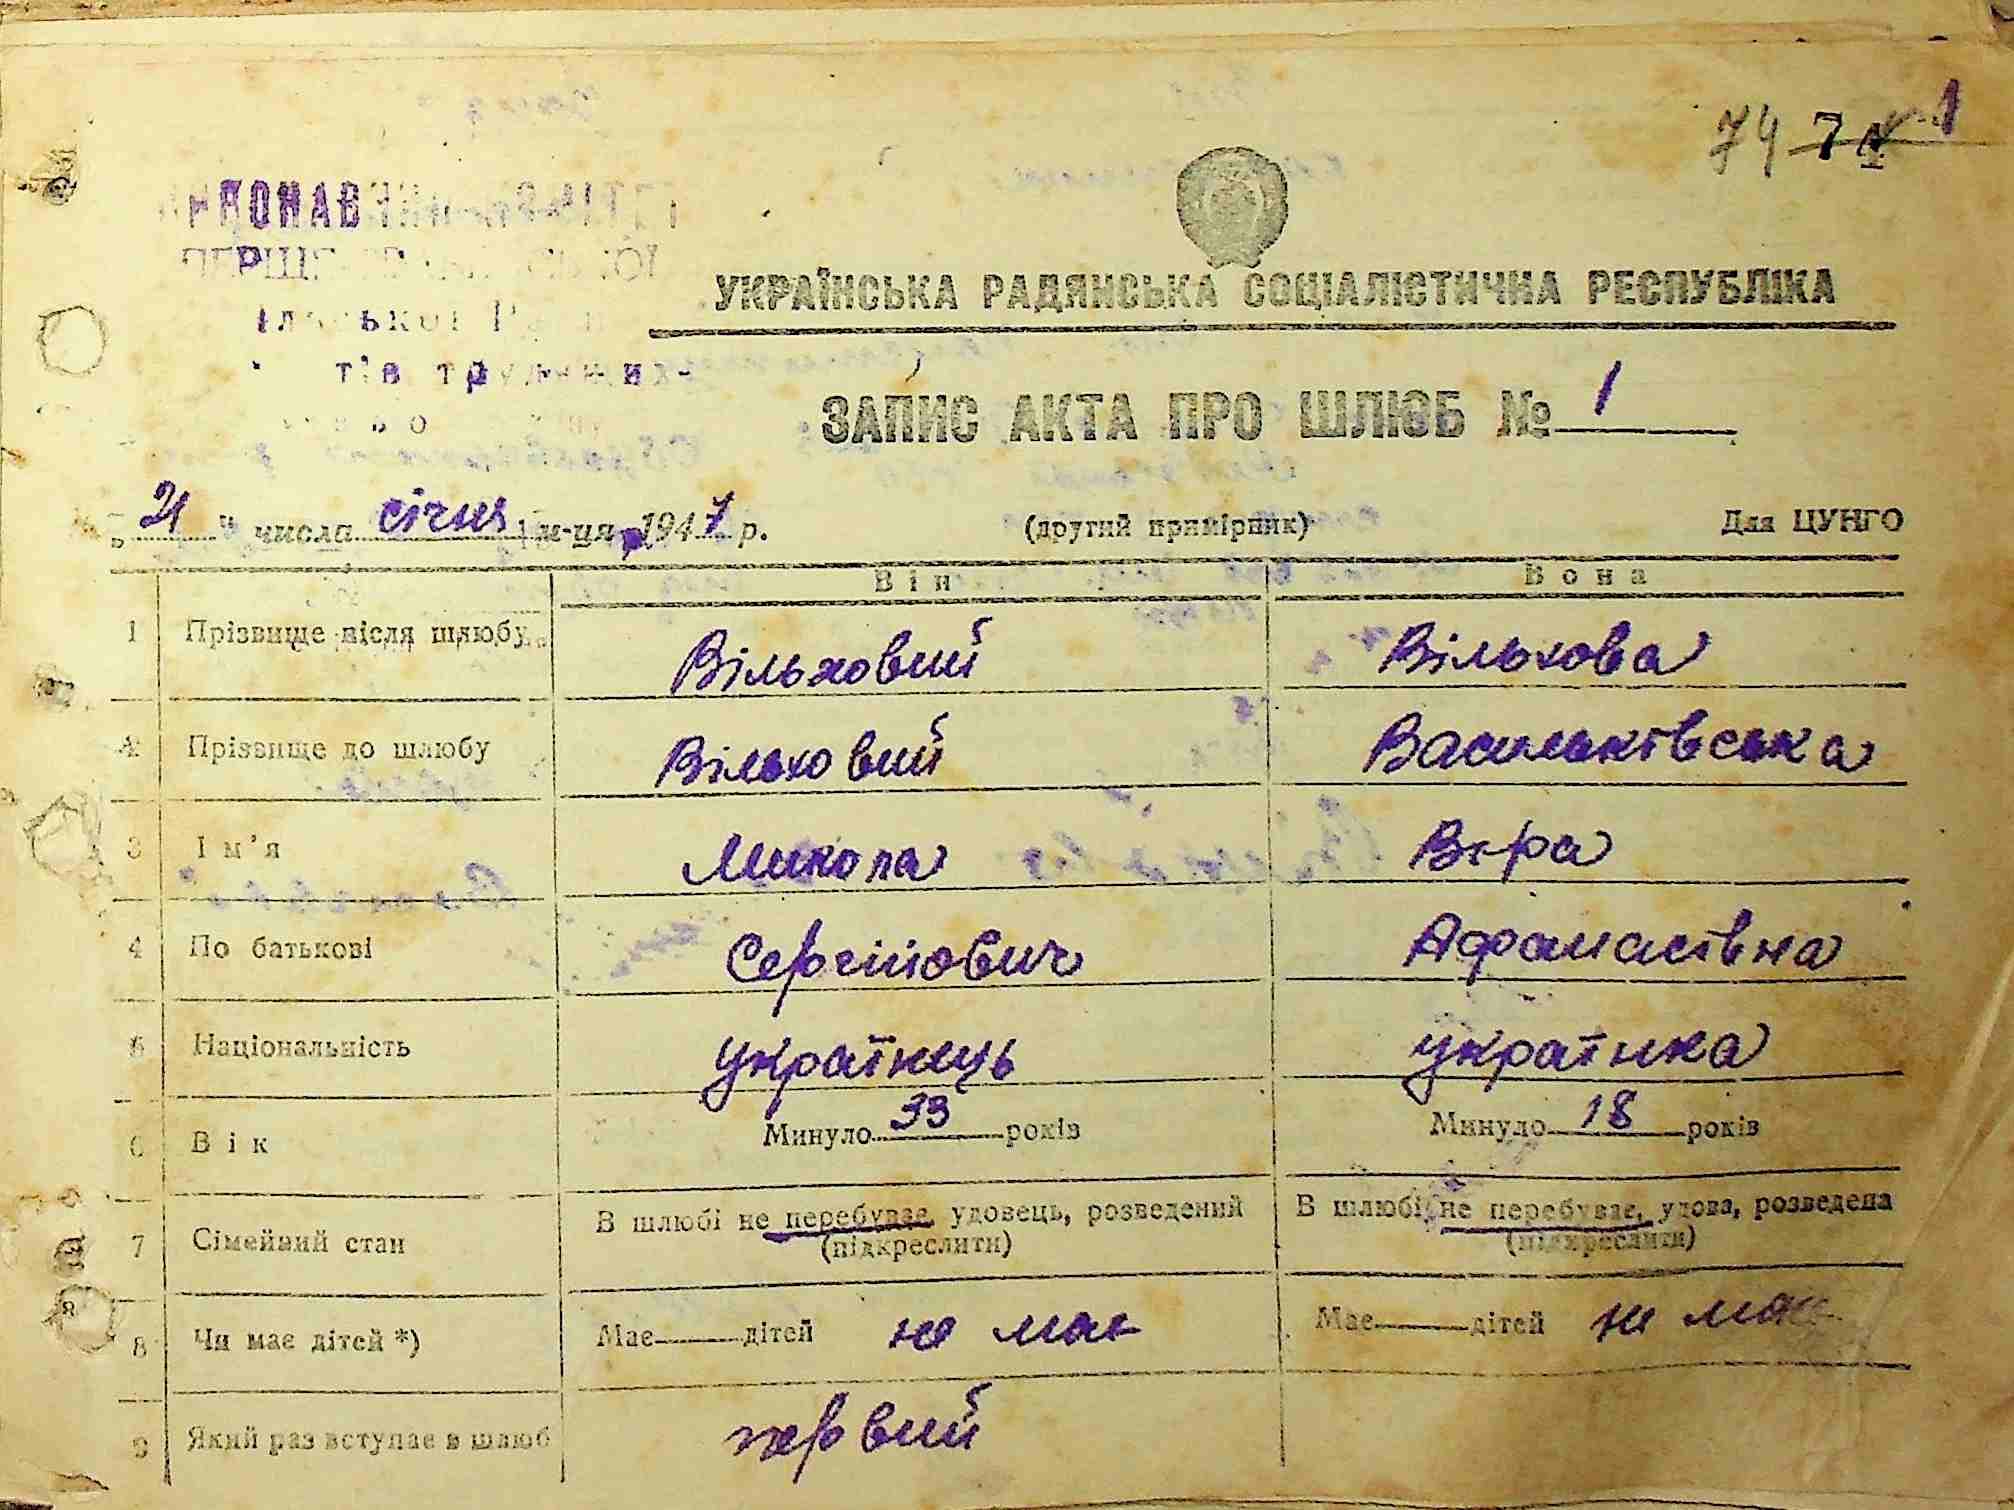 74 7 1
УКРАЇНСЬКА РАДЯНСЬКА СОЦІАЛІСТИЧНА РЕСПУБЛІКА
ЗАПИС АКТА ПРО ШЛЮБ № 1
„21" числа січня м-ця 1947 р. (другий примірник) Для ЦУНГО
Він Вона
1 Прізвище після шлюбу Вільховий Вільхова
Прізвище до шлюбу Вільховий Васильківська
3 Ім'я Микола Віра
4 По батькові Сергійович Афанасівна
5 Національність українець українка
6 Вік Минуло 33 років Минуло 18 років
7 Сімейний стан В шлюбі не перебуває, удовець, розведений (підкреслити) В шлюбі не перебуває, удова, розведена (підкреслити)
8 Чи має дітей *) Має дітей не має Має дітей не має
9 Який раз вступає в шлюб первий